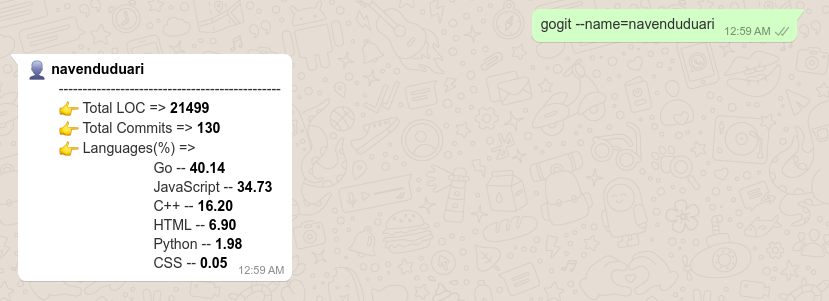 gogit --name=navenduduari
12:59 AM
navenduduari
------------------------------------------------
Total LOC => 21499
Total Commits => 130
Languages(%) =>
Go -- 40.14
JavaScript -- 34.73
C++ -- 16.20
HTML -- 6.90
Python -- 1.98
CSS -- 0.05
12:59 AM